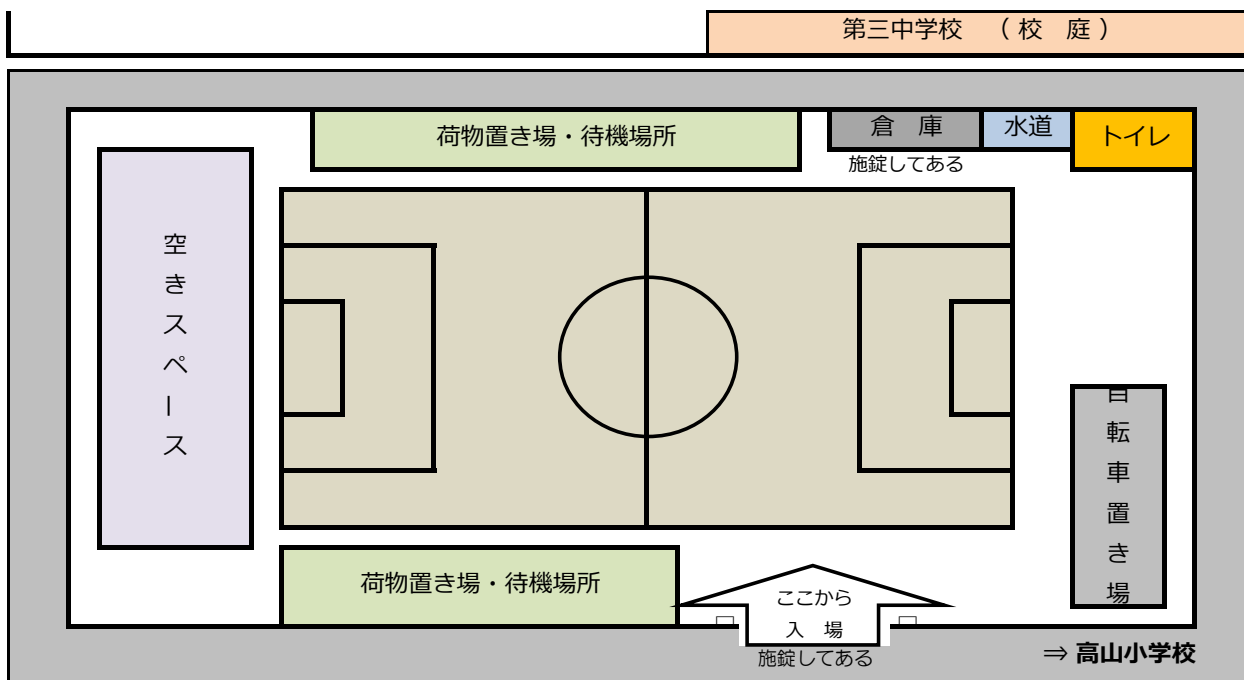 第三中学校　（ 校　庭 ）
荷物置き場・待機場所
倉　庫
水道
トイレ
施錠してある
空きスペース
自転車置き場
荷物置き場・待機場所
ここから
入　場
施錠してある
⇒ 高山小学校